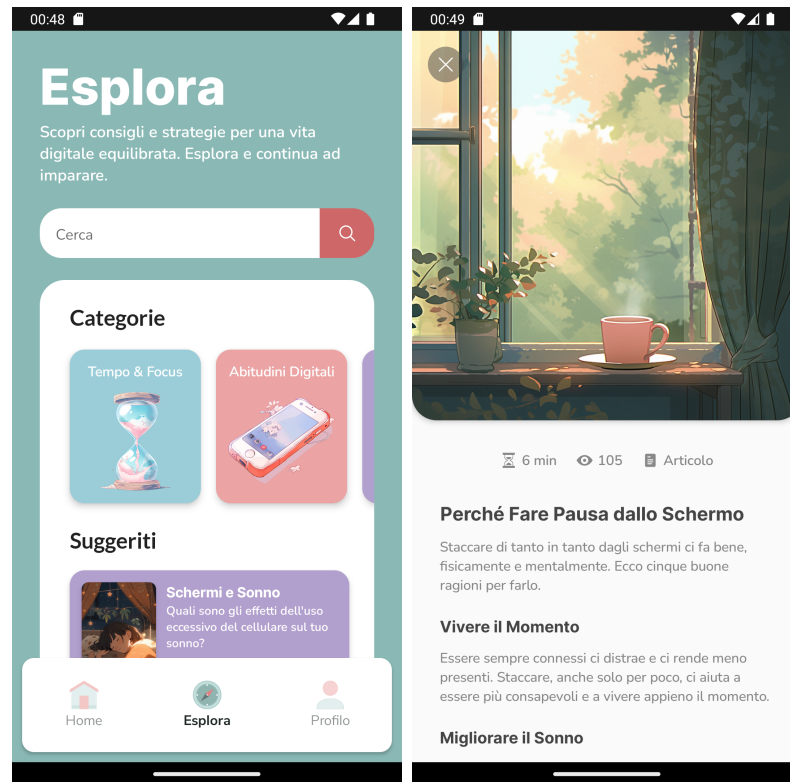 00:48
Esplora
Scopri consigli e strategie per una vita
digitale equilibrata. Esplora e continua ad
imparare.
Cerca
Categorie
Tempo & Focus
Abitudini Digitali
Suggeriti
Schermi e Sonno
Quali sono gli effetti dell'uso
eccessivo del cellulare sul tuo
sonno?
Home
Esplora
Profilo
00:49
6 min
105
Articolo
Perché Fare Pausa dallo Schermo
Staccare di tanto in tanto dagli schermi ci fa bene,
fisicamente e mentalmente. Ecco cinque buone
ragioni per farlo.
Vivere il Momento
Essere sempre connessi ci distrae e ci rende meno
presenti. Staccare, anche solo per poco, ci aiuta a
essere più consapevoli e a vivere appieno il momento.
Migliorare il Sonno